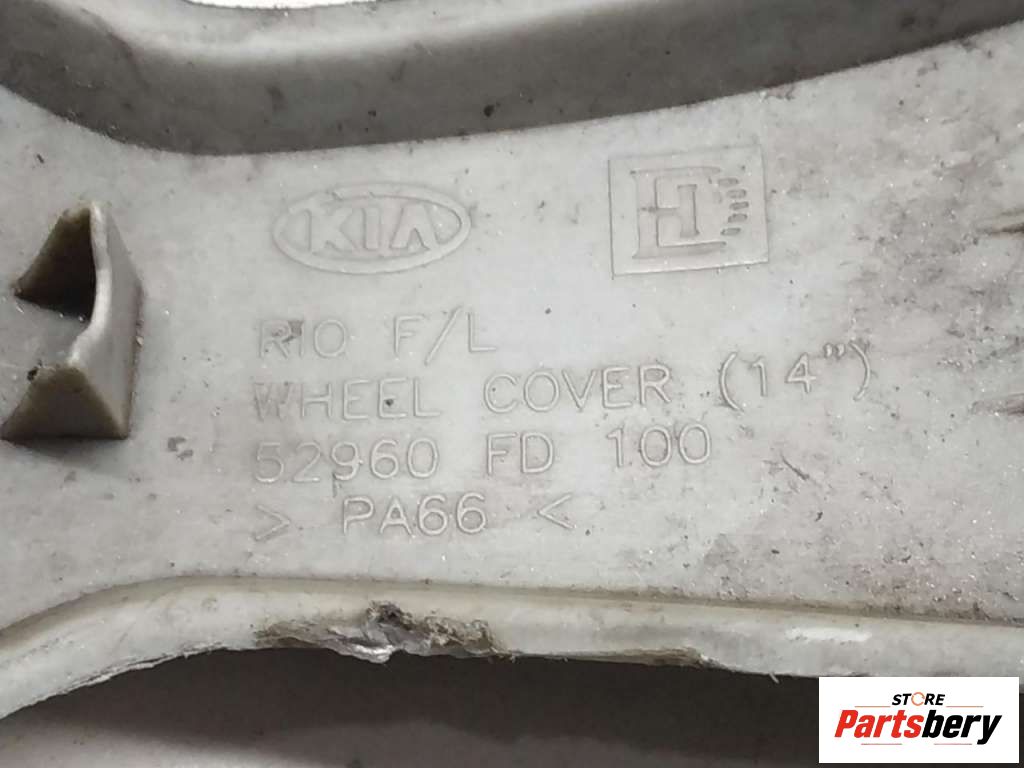 KIA
RIO F/L
WHEEL COVER (14")
52960 FD 100
> PA66 <
STORE
Partsbery